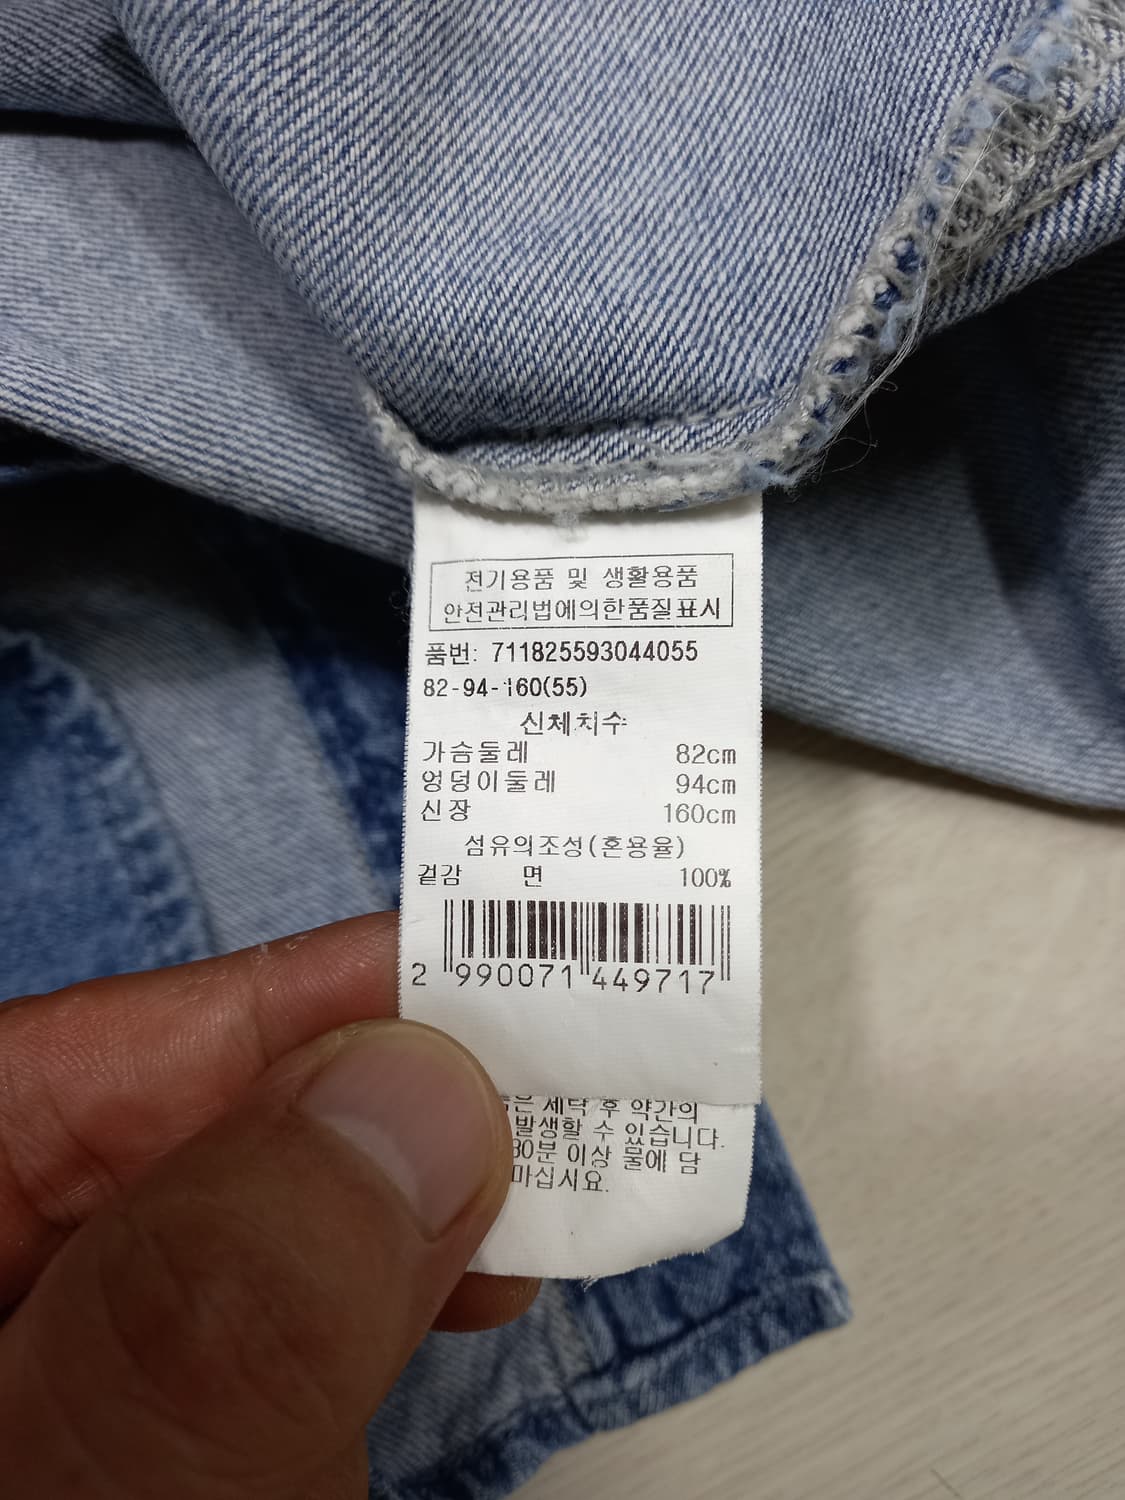 전기용품 및 생활용품
안전관리법에의한품질표시
품번: 711825593044055
82-94-160(55)
신체치수
가슴둘레 82cm
엉덩이둘레 94cm
신장 160cm
섬유의조성(혼용율)
겉감 면 100%
2 990071 449717
세탁 후 약간의
발생할 수 있습니다.
30분 이상 물에 담
마십시요.